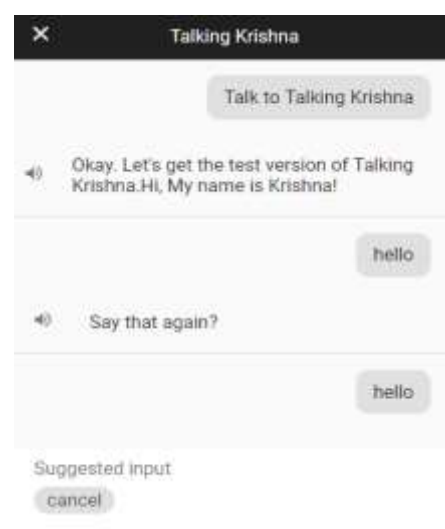 Talking Krishna
Talk to Talking Krishna
Okay. Let's get the test version of Talking
Krishna.Hi, My name is Krishna!
hello
Say that again?
hello
Suggested input
cancel